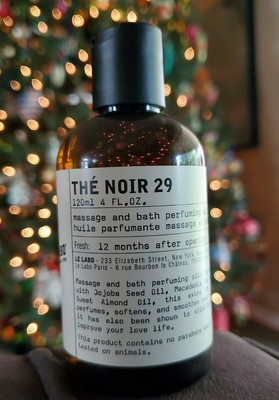 THÉ NOIR 29
120ml 4 FL.OZ.
massage and bath perfuming
huile parfumante massage
Fresh: 12 months after
LE LABO - 233 Elizabeth Street, New York,
Le Labo Paris - 6 rue Bourbon le Château,
Massage and bath perfuming
with Jojoba Seed Oil, Macadamia
Sweet Almond Oil, this
perfumes, softens, and smoothes
it has also been shown to
improve your love life.
This product contains no parabens
tested on animals.